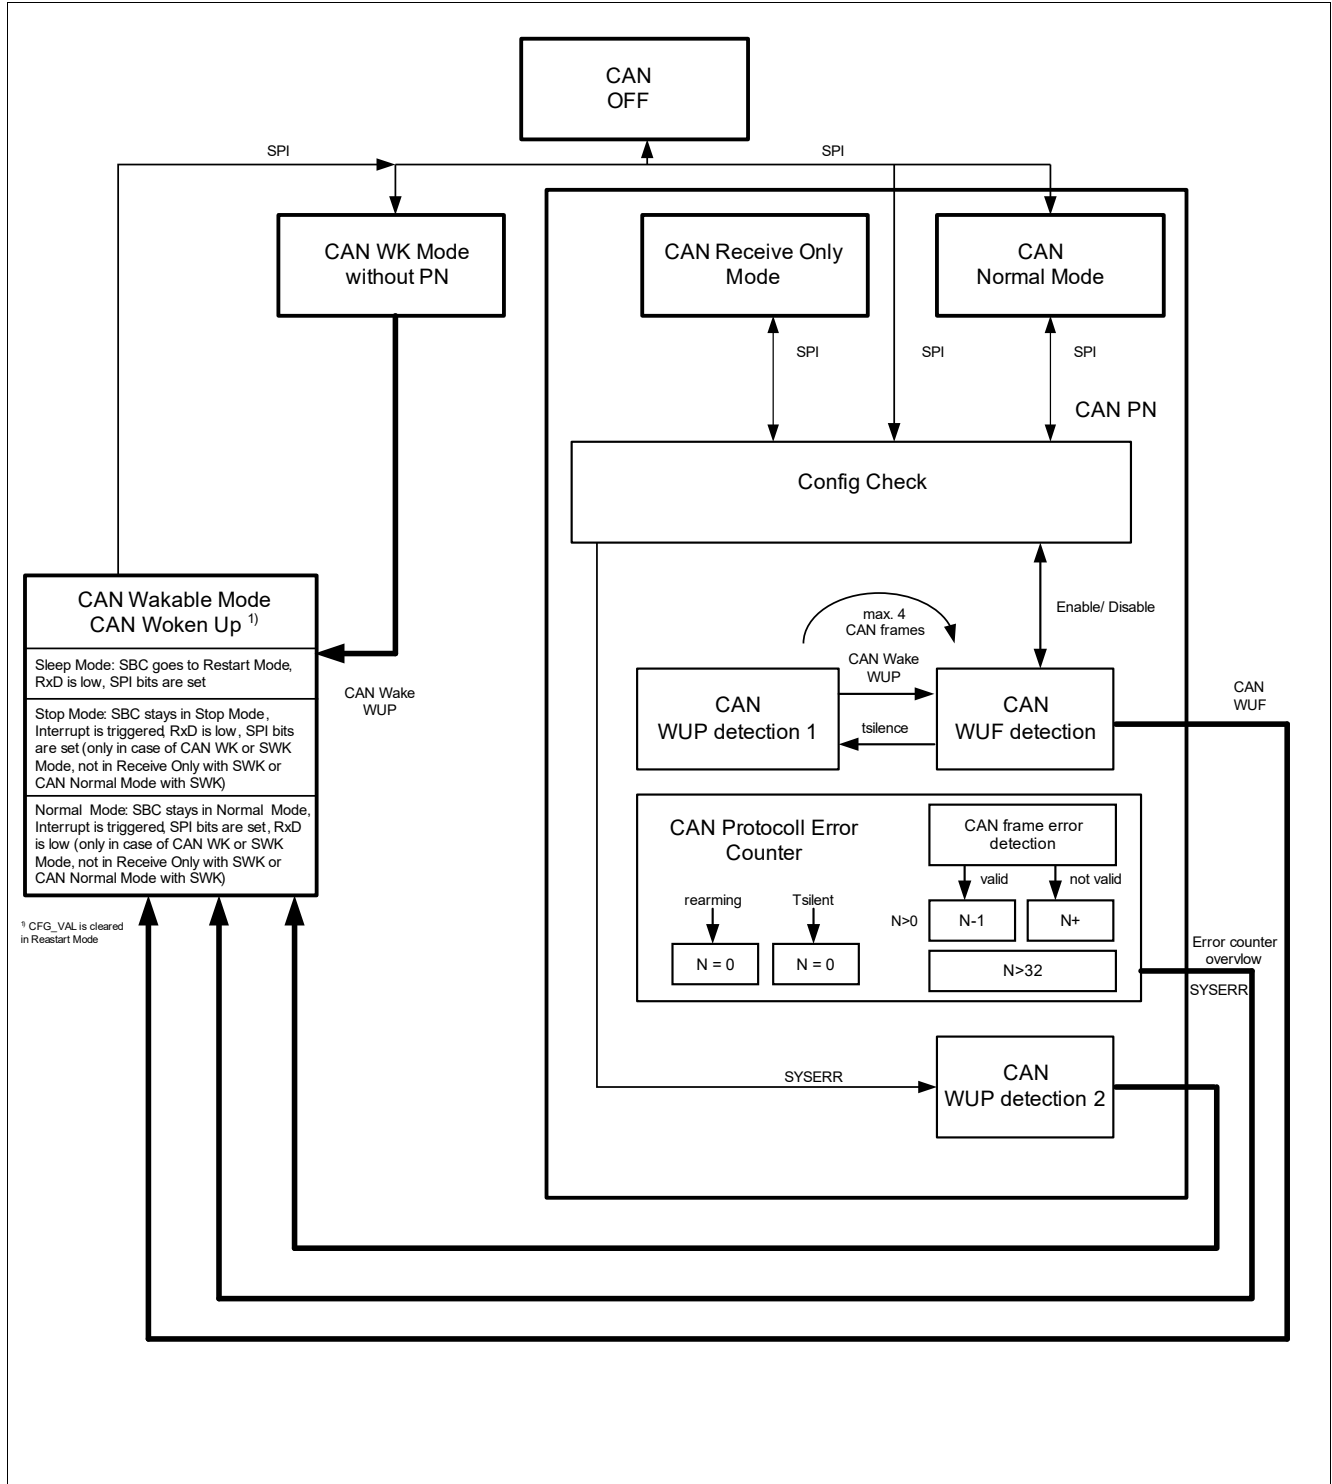 CAN
OFF
SPI
SPI
CAN WK Mode
without PN
CAN Receive Only
Mode
CAN
Normal Mode
SPI
SPI
SPI
CAN PN
Config Check
CAN Wakable Mode
CAN Woken Up 1)
Sleep Mode: SBC goes to Restart Mode,
RxD is low, SPI bits are set
Stop Mode: SBC stays in Stop Mode,
Interrupt is triggered, RxD is low, SPI bits
are set (only in case of CAN WK or SWK
Mode, not in Receive Only with SWK or
CAN Normal Mode with SWK)
Normal Mode: SBC stays in Normal Mode,
Interrupt is triggered, SPI bits are set, RxD
is low (only in case of CAN WK or SWK
Mode, not in Receive Only with SWK or
CAN Normal Mode with SWK)
1) CFG_VAL is cleared
in Reastart Mode
CAN Wake
WUP
max. 4
CAN frames
Enable/ Disable
CAN Wake
WUP
CAN
WUP detection 1
tsilence
CAN
WUF detection
CAN
WUF
CAN Protocoll Error
Counter
CAN frame error
detection
valid
not valid
rearming
Tsilent
N>0
N-1
N+
N = 0
N = 0
N>32
Error counter
overvlow
SYSERR
SYSERR
CAN
WUP detection 2